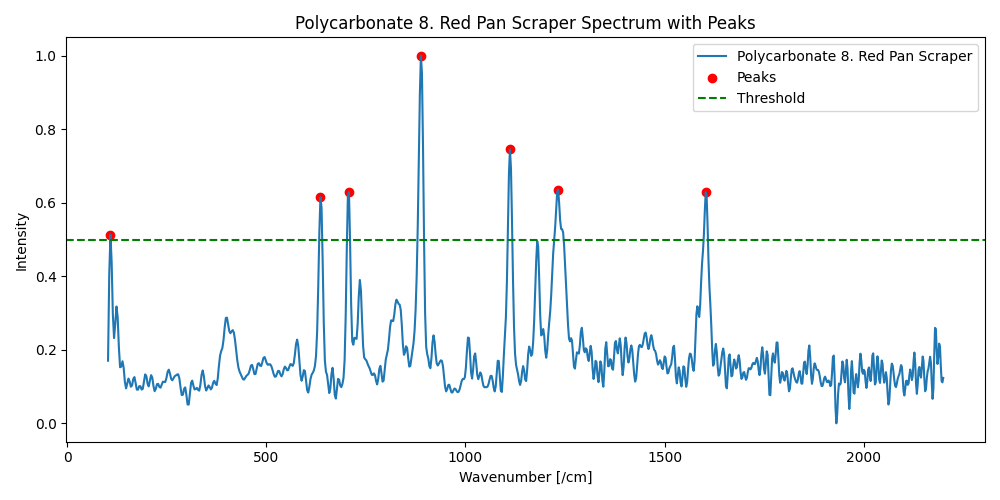 Polycarbonate 8. Red Pan Scraper Spectrum with Peaks
Polycarbonate 8. Red Pan Scraper
Peaks
Threshold
Intensity
1.0
0.8
0.6
0.4
0.2
0.0
0 500 1000 1500 2000
Wavenumber [/cm]